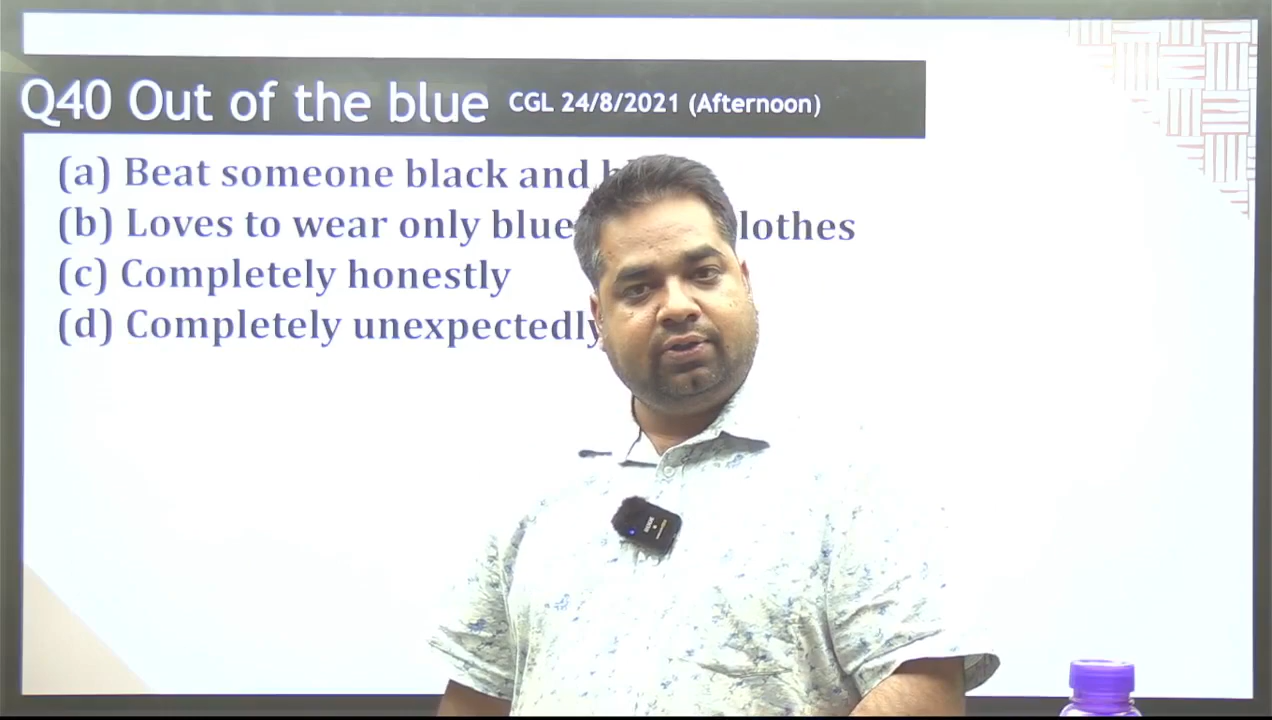 Q40 Out of the blue CGL 24/8/2021 (Afternoon)
(a) Beat someone black and
(b) Loves to wear only blue lothes
(c) Completely honestly
(d) Completely unexpectedly